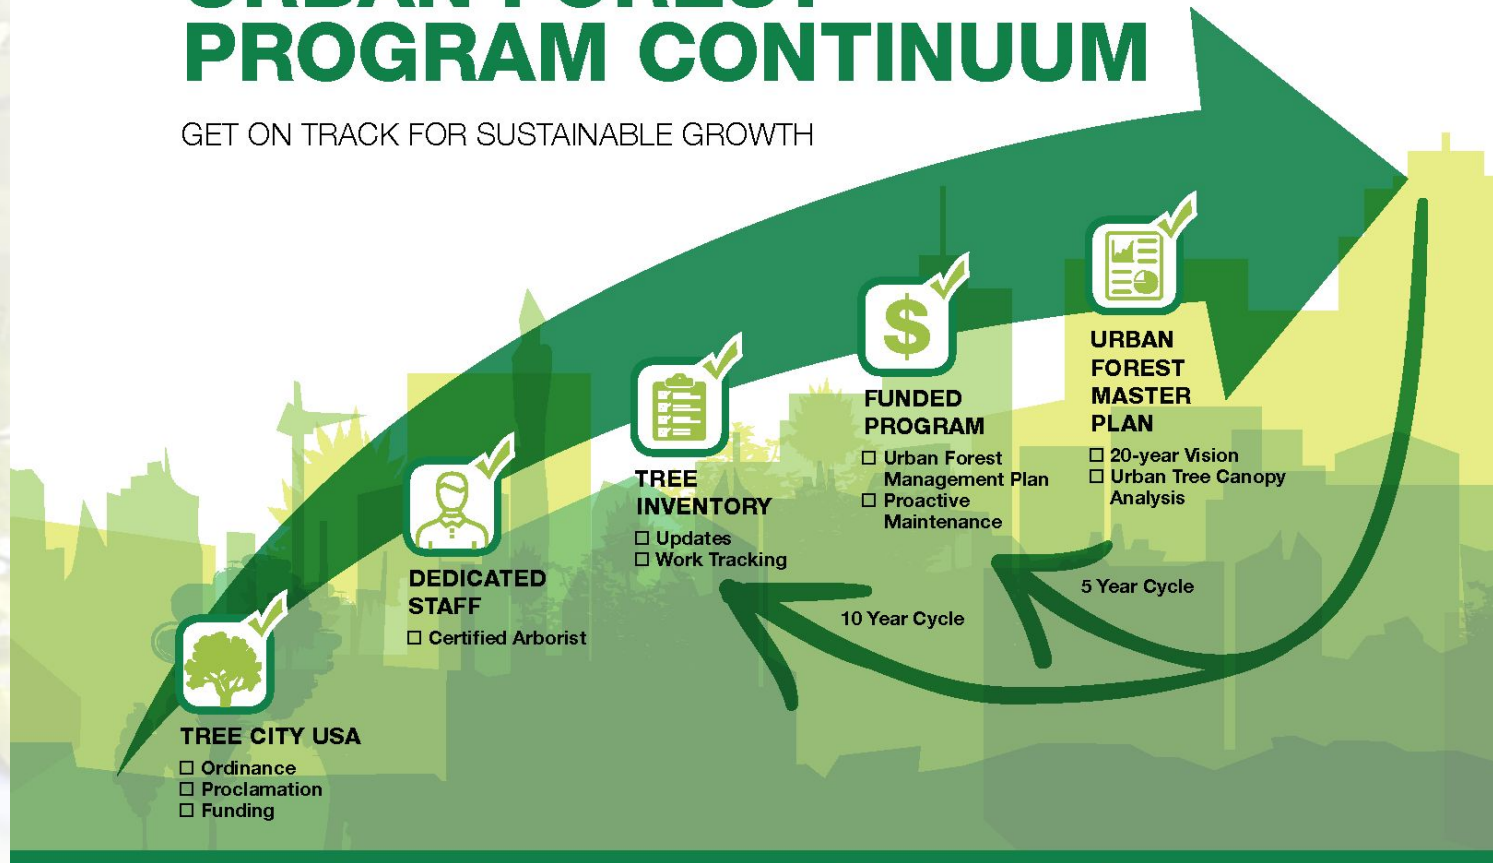 URBAN FOREST
PROGRAM CONTINUUM
GET ON TRACK FOR SUSTAINABLE GROWTH
TREE CITY USA
☐ Ordinance
☐ Proclamation
☐ Funding
DEDICATED
STAFF
☐ Certified Arborist
TREE
INVENTORY
☐ Updates
☐ Work Tracking
$
FUNDED
PROGRAM
☐ Urban Forest
Management Plan
☐ Proactive
Maintenance
URBAN
FOREST
MASTER
PLAN
☐ 20-year Vision
☐ Urban Tree Canopy
Analysis
10 Year Cycle
5 Year Cycle